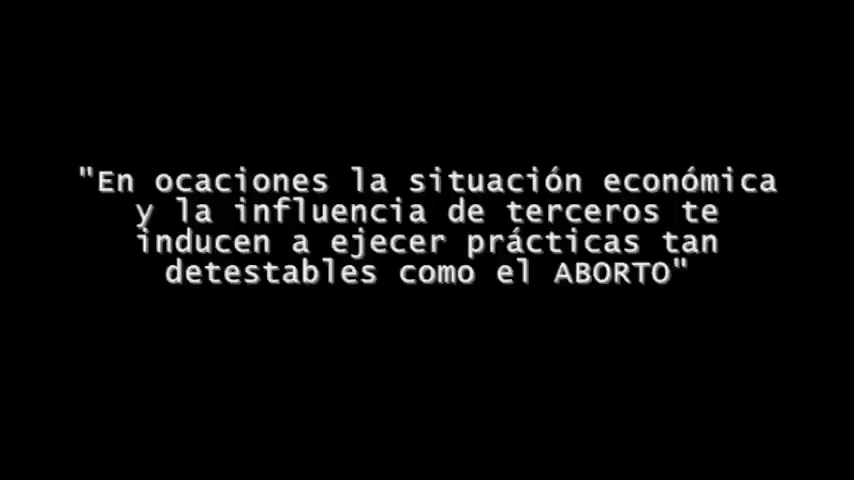 "En ocaciones la situación económica
y la influencia de terceros te
inducen a ejecer prácticas tan
detestables como el ABORTO"